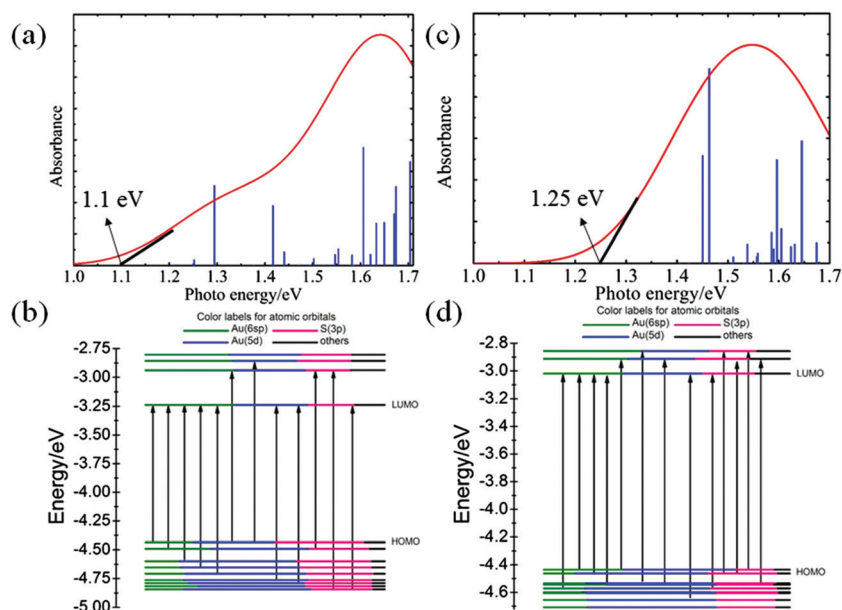 (a)
Absorbance
1.1 eV
1.0 1.1 1.2 1.3 1.4 1.5 1.6 1.7
Photo energy/eV
(c)
Absorbance
1.25 eV
1.0 1.1 1.2 1.3 1.4 1.5 1.6 1.7
Photo energy/eV
(b)
Color labels for atomic orbitals
Au(6sp) S(3p)
Au(5d) others
Energy/eV
-2.75
-3.00
-3.25
-3.50
-3.75
-4.00
-4.25
-4.50
-4.75
-5.00
LUMO
HOMO
(d)
Color labels for atomic orbitals
Au(6sp) S(3p)
Au(5d) others
Energy/eV
-2.8
-3.0
-3.2
-3.4
-3.6
-3.8
-4.0
-4.2
-4.4
-4.6
LUMO
HOMO